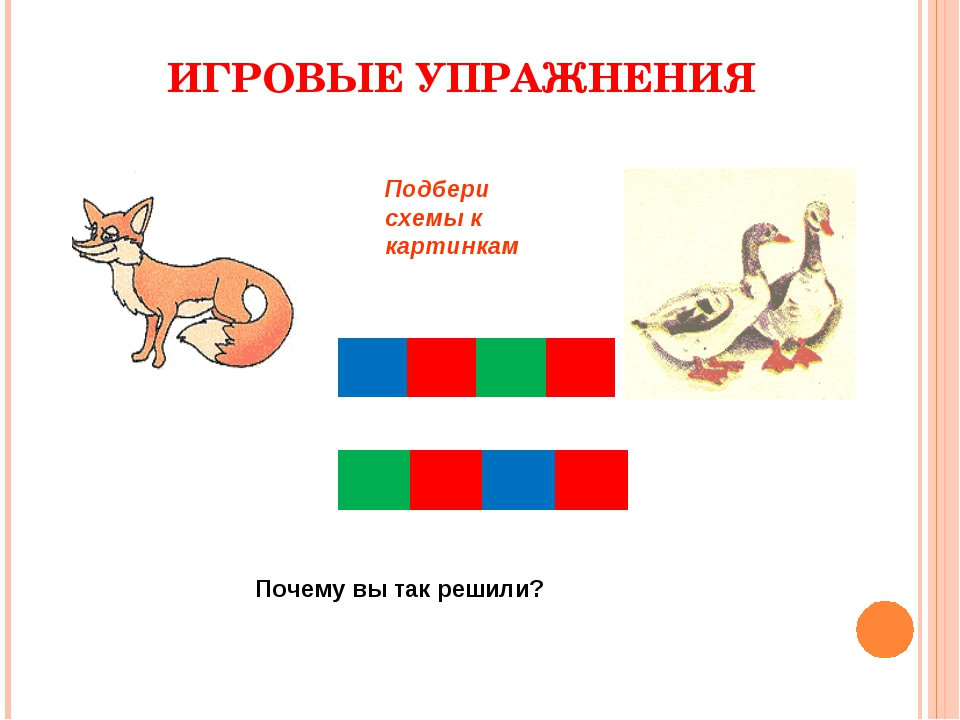 ИГРОВЫЕ УПРАЖНЕНИЯ
Подбери
схемы к
картинкам
Почему вы так решили?